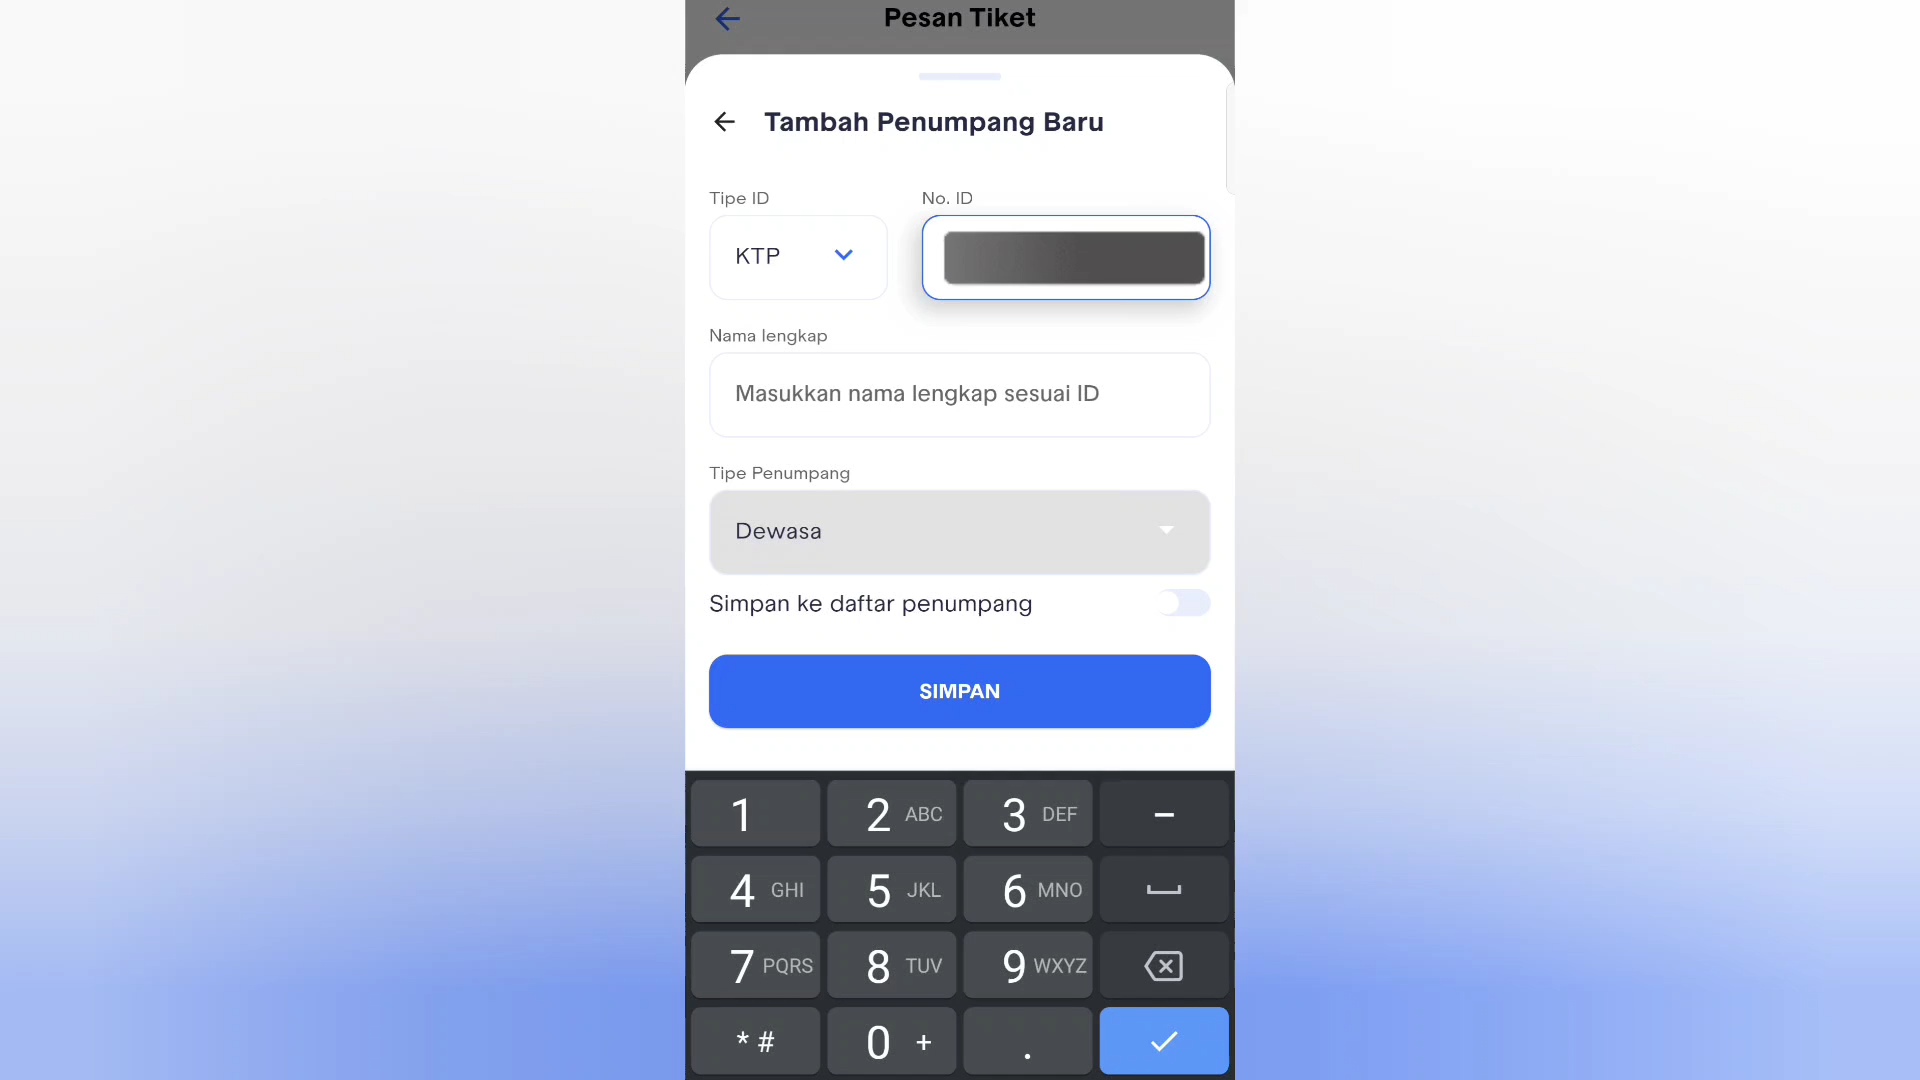 Pesan Tiket
Tambah Penumpang Baru
Tipe ID
No. ID
KTP
Nama lengkap
Masukkan nama lengkap sesuai ID
Tipe Penumpang
Dewasa
Simpan ke daftar penumpang
SIMPAN
1 2 ABC 3 DEF –
4 GHI 5 JKL 6 MNO
7 PQRS 8 TUV 9 WXYZ
* # 0 + .